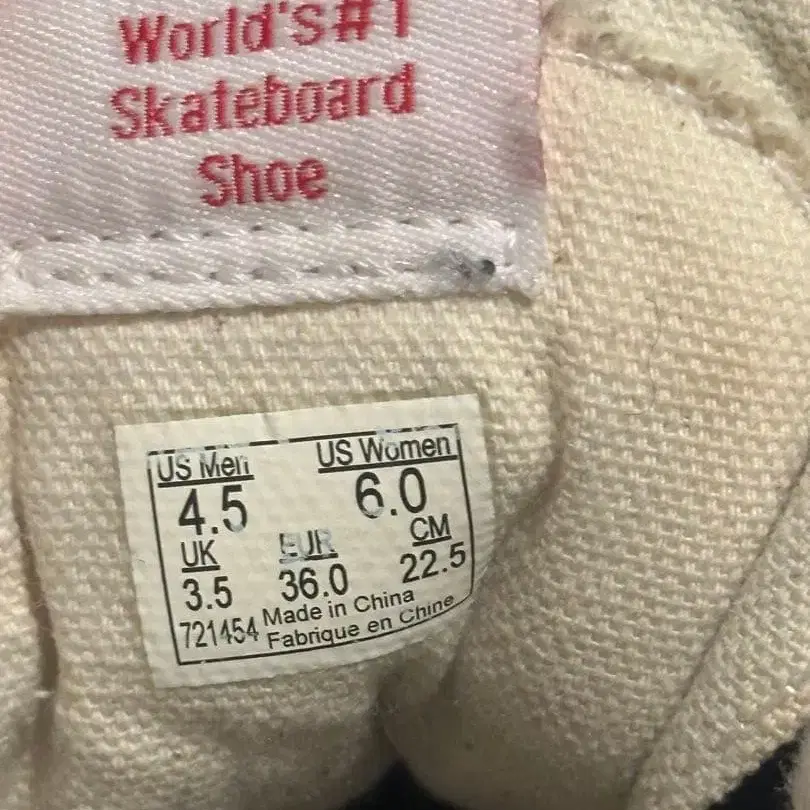 World's #1
Skateboard
Shoe
US Men US Women
4.5 6.0
UK EUR CM
3.5 36.0 22.5
721454 Made in China
Fabrique en Chine